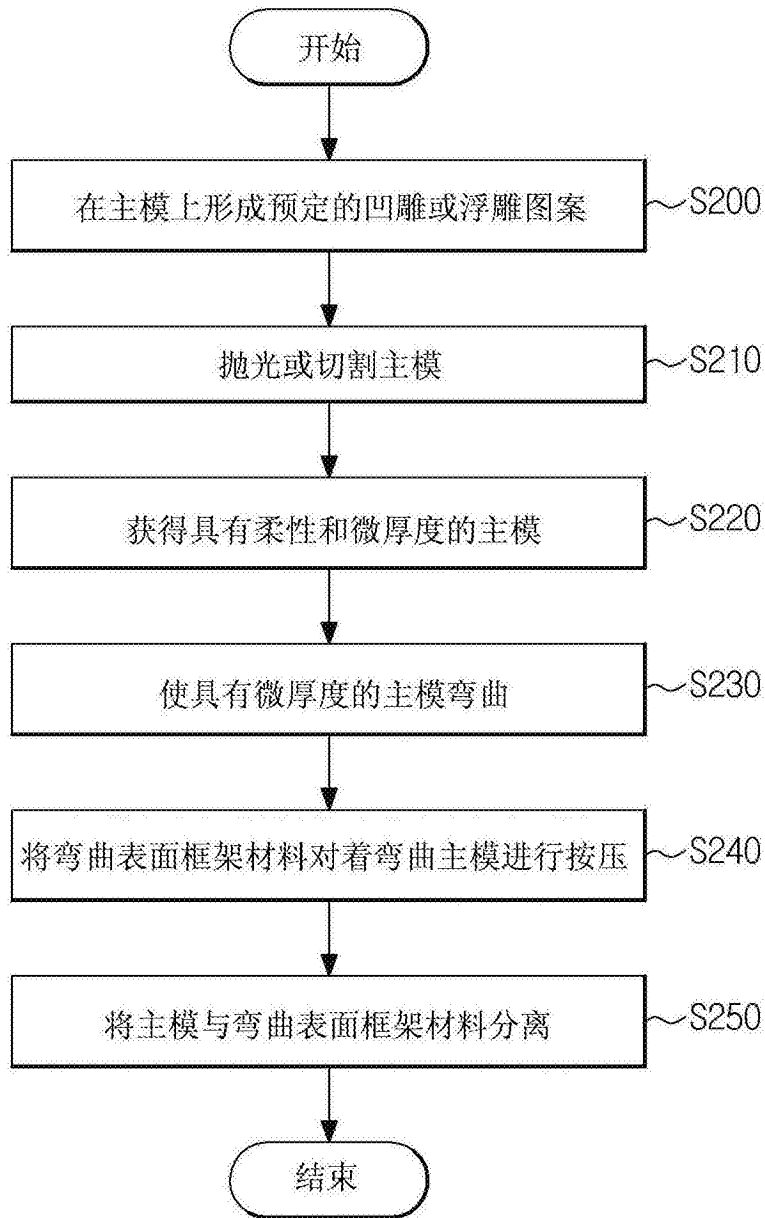 开始
在主模上形成预定的凹雕或浮雕图案
S200
抛光或切割主模
S210
获得具有柔性和微厚度的主模
S220
使具有微厚度的主模弯曲
S230
将弯曲表面框架材料对着弯曲主模进行按压
S240
将主模与弯曲表面框架材料分离
S250
结束